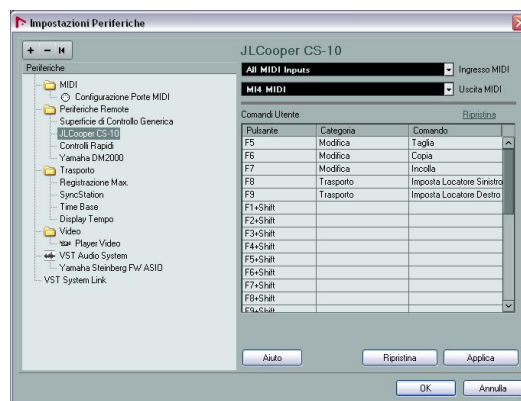 Impostazioni Periferiche
+ −
JLCooper CS-10
Periferiche
All MIDI Inputs Ingresso MIDI
MI4 MIDI Uscita MIDI
MIDI
Configurazione Porte MIDI
Periferiche Remote
Superficie di Controllo Generica
JLCooper CS-10
Controlli Rapidi
Yamaha DM2000
Trasporto
Registrazione Max.
SyncStation
Time Base
Display Tempo
Video
Player Video
VST Audio System
Yamaha Steinberg FW ASIO
VST System Link
Comandi Utente Ripristina
Pulsante Categoria Comando
F5 Modifica Taglia
F6 Modifica Copia
F7 Modifica Incolla
F8 Trasporto Imposta Locatore Sinistro
F9 Trasporto Imposta Locatore Destro
F1+Shift
F2+Shift
F3+Shift
F4+Shift
F5+Shift
F6+Shift
F7+Shift
F8+Shift
F9+Shift
Aiuto Ripristina Applica
OK Annulla